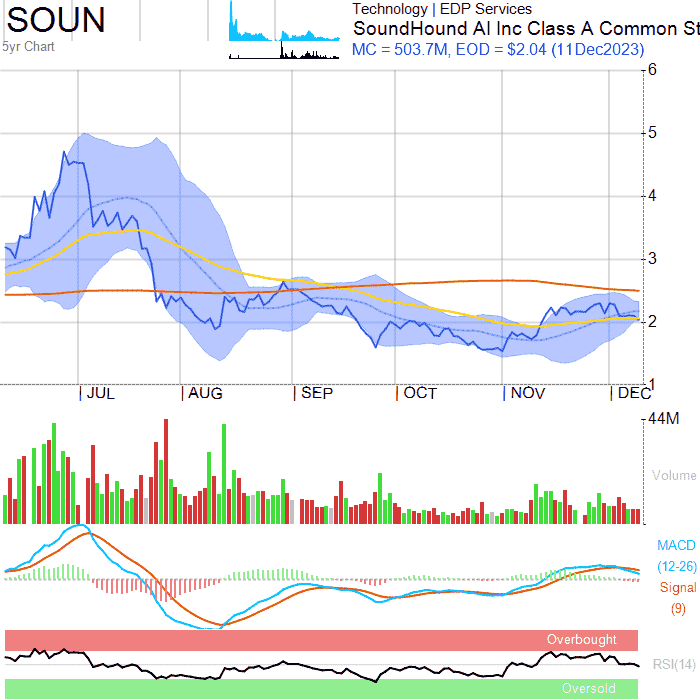 SOUN
5yr Chart
Technology | EDP Services
SoundHound AI Inc Class A Common St
MC = 503.7M, EOD = $2.04 (11Dec2023)
6
5
4
3
2
1
| JUL
| AUG
| SEP
| OCT
| NOV
| DEC
44M
Volume
MACD
(12-26)
Signal
(9)
Overbought
RSI(14)
Oversold